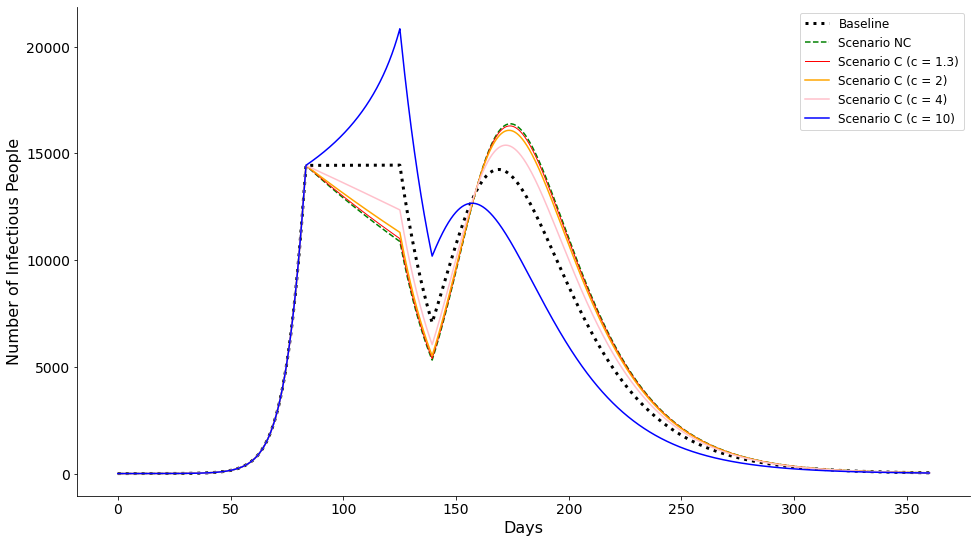 Baseline
Scenario NC
Scenario C (c = 1.3)
Scenario C (c = 2)
Scenario C (c = 4)
Scenario C (c = 10)
Number of Infectious People
20000
15000
10000
5000
0
0 50 100 150 200 250 300 350
Days